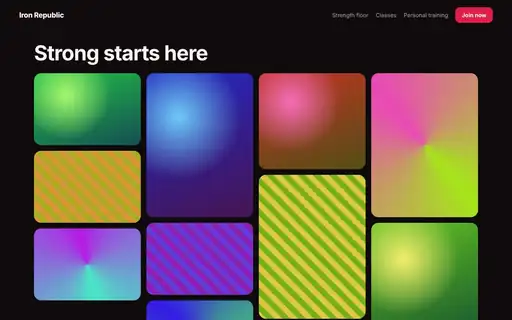 Iron Republic
Strength floor
Classes
Personal training
Join now
Strong starts here